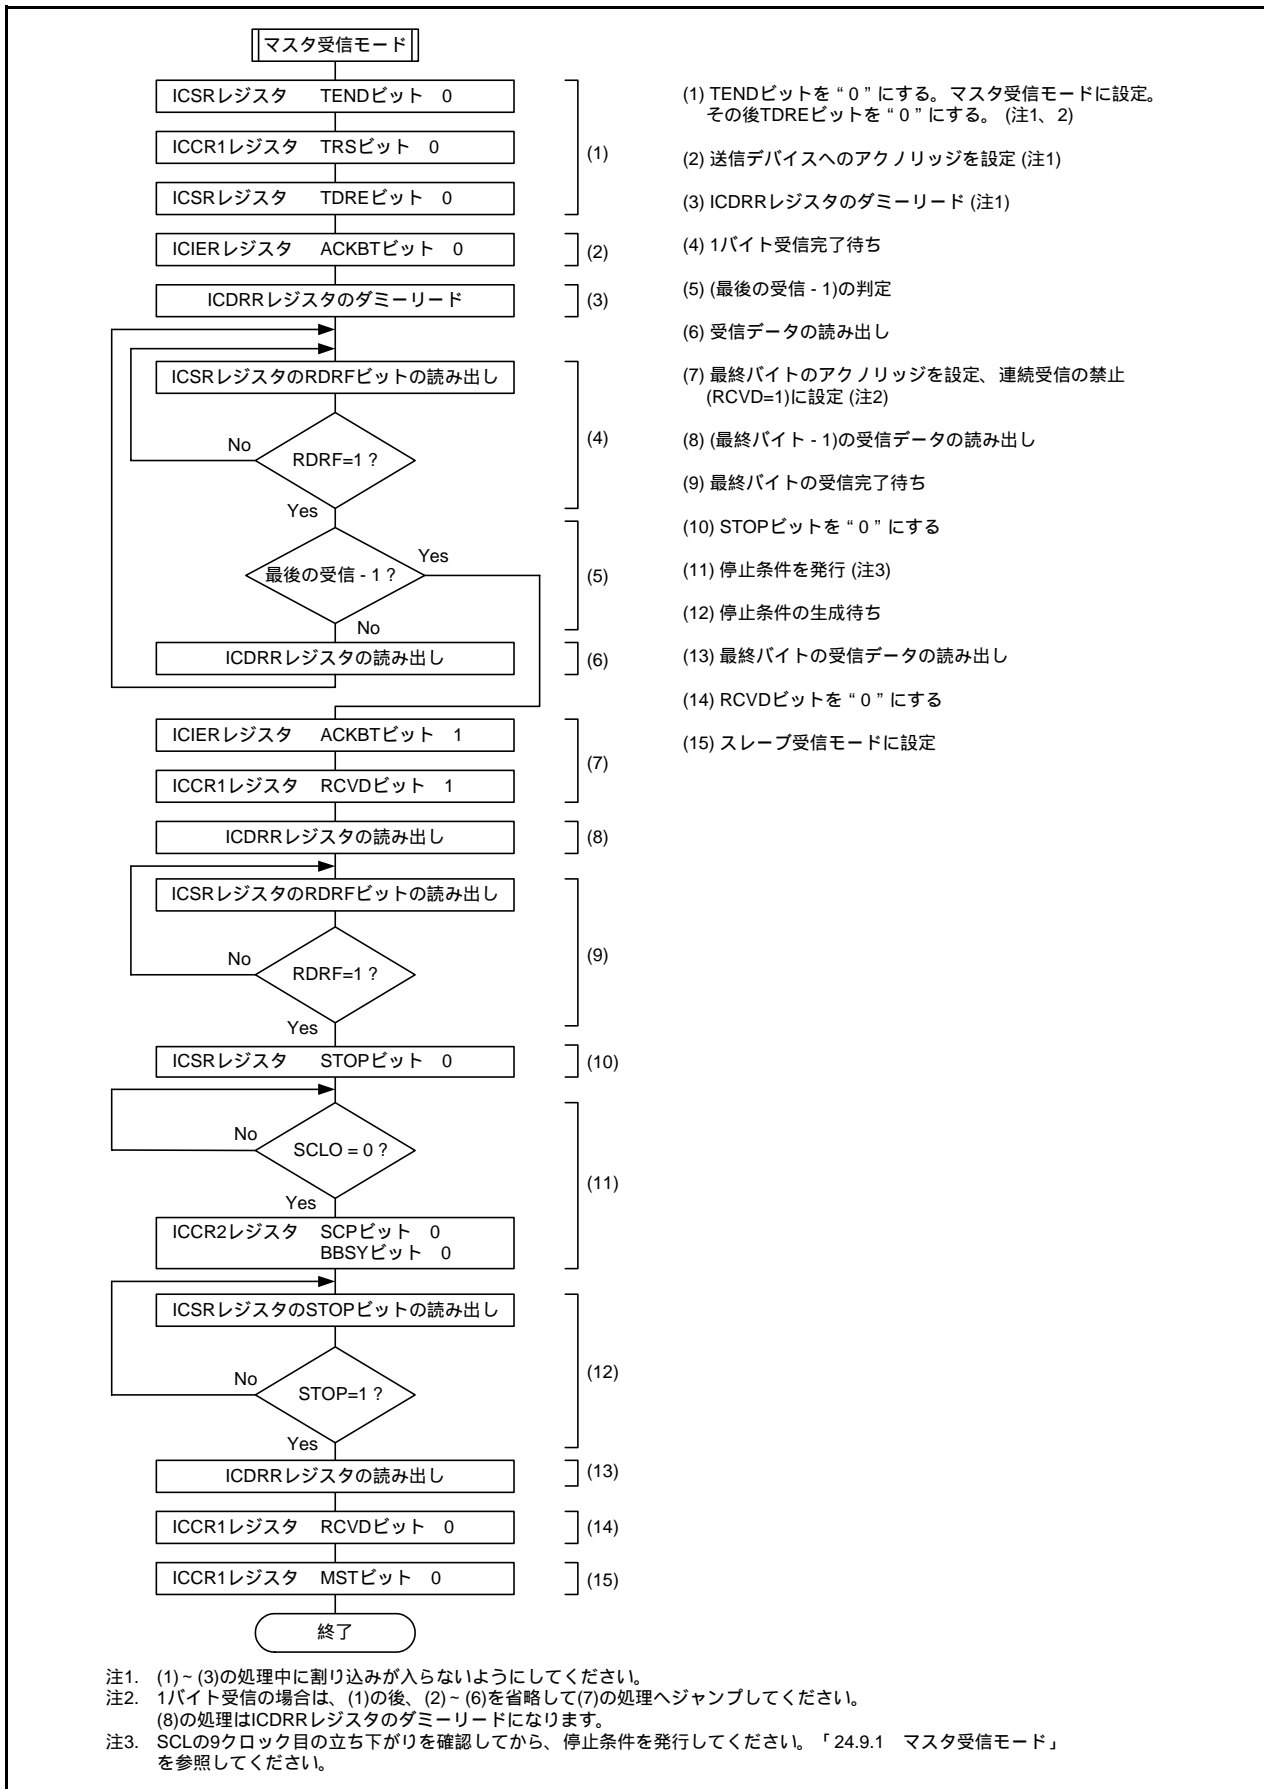 マスタ受信モード
ICSRレジスタ TENDビット 0
ICCR1レジスタ TRSビット 0
ICSRレジスタ TDREビット 0
(1)
ICIERレジスタ ACKBTビット 0
(2)
ICDRRレジスタのダミーリード
(3)
ICSRレジスタのRDRFビットの読み出し
No
RDRF=1 ?
(4)
Yes
最後の受信 - 1 ?
Yes
(5)
No
ICDRRレジスタの読み出し
(6)
ICIERレジスタ ACKBTビット 1
ICCR1レジスタ RCVDビット 1
(7)
ICDRRレジスタの読み出し
(8)
ICSRレジスタのRDRFビットの読み出し
No
RDRF=1 ?
(9)
Yes
ICSRレジスタ STOPビット 0
(10)
No
SCLO = 0 ?
(11)
Yes
ICCR2レジスタ SCPビット 0
BBSYビット 0
ICSRレジスタのSTOPビットの読み出し
No
STOP=1 ?
(12)
Yes
ICDRRレジスタの読み出し
(13)
ICCR1レジスタ RCVDビット 0
(14)
ICCR1レジスタ MSTビット 0
(15)
終了
(1) TENDビットを“0”にする。マスタ受信モードに設定。
その後TDREビットを“0”にする。 (注1、2)
(2) 送信デバイスへのアクノリッジを設定 (注1)
(3) ICDRRレジスタのダミーリード (注1)
(4) 1バイト受信完了待ち
(5) (最後の受信 - 1)の判定
(6) 受信データの読み出し
(7) 最終バイトのアクノリッジを設定、連続受信の禁止
(RCVD=1)に設定 (注2)
(8) (最終バイト - 1)の受信データの読み出し
(9) 最終バイトの受信完了待ち
(10) STOPビットを“0”にする
(11) 停止条件を発行 (注3)
(12) 停止条件の生成待ち
(13) 最終バイトの受信データの読み出し
(14) RCVDビットを“0”にする
(15) スレーブ受信モードに設定
注1. (1)~(3)の処理中に割り込みが入らないようにしてください。
注2. 1バイト受信の場合は、(1)の後、(2)~(6)を省略して(7)の処理へジャンプしてください。
(8)の処理はICDRRレジスタのダミーリードになります。
注3. SCLの9クロック目の立ち下がりを確認してから、停止条件を発行してください。「24.9.1 マスタ受信モード」
を参照してください。